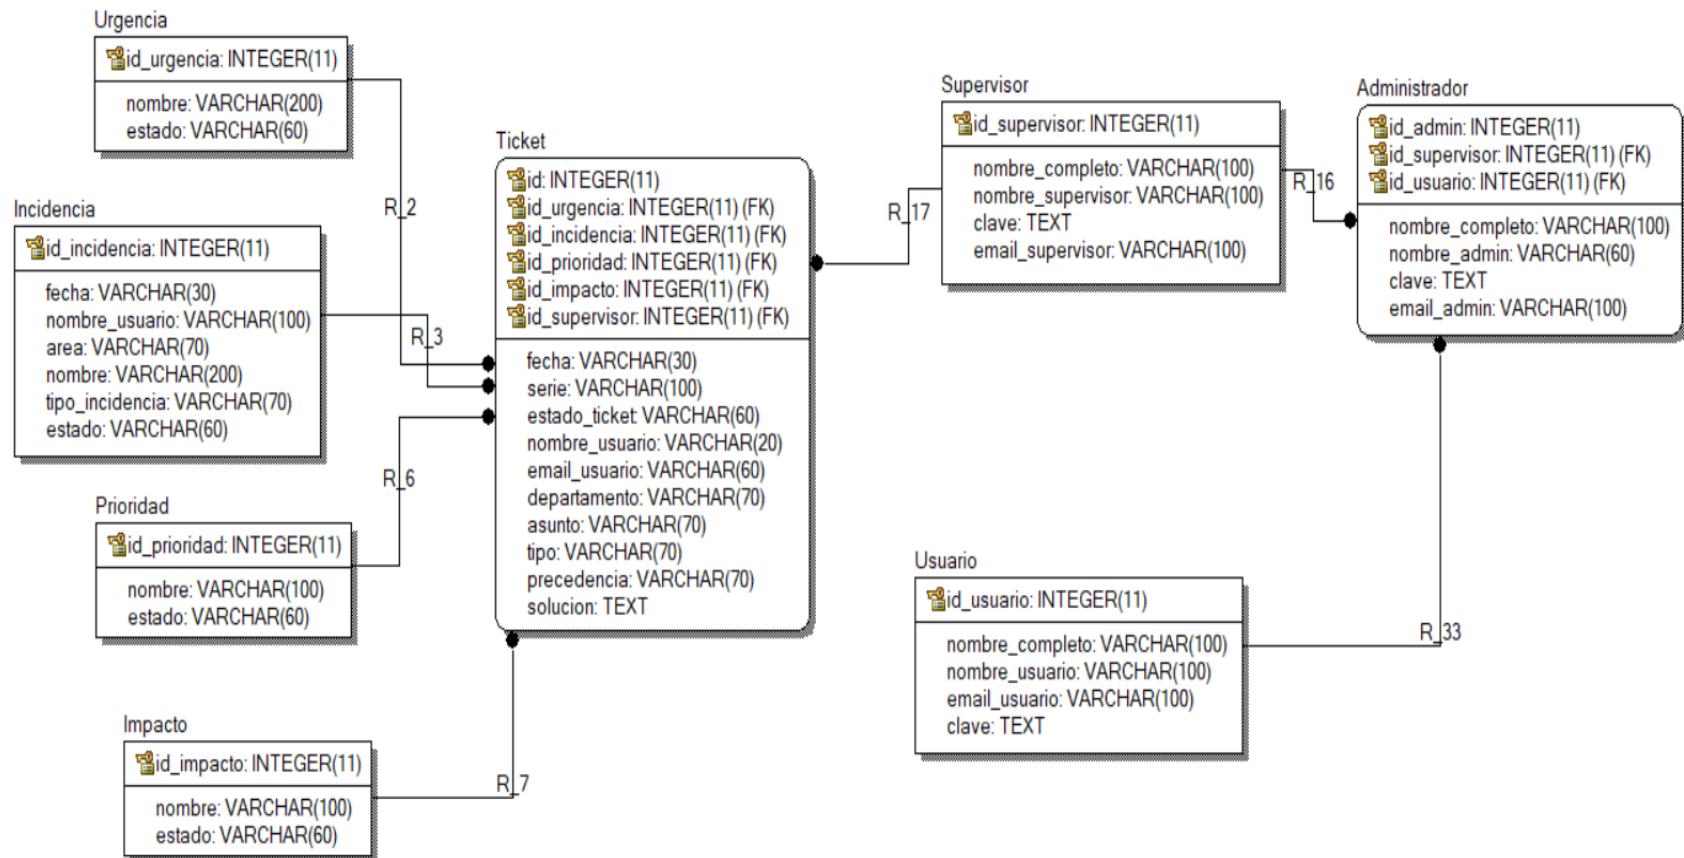 Urgencia
id_urgencia: INTEGER(11)
nombre: VARCHAR(200)
estado: VARCHAR(60)
R_2
Incidencia
id_incidencia: INTEGER(11)
fecha: VARCHAR(30)
nombre_usuario: VARCHAR(100)
area: VARCHAR(70)
nombre: VARCHAR(200)
tipo_incidencia: VARCHAR(70)
estado: VARCHAR(60)
R_3
Prioridad
id_prioridad: INTEGER(11)
nombre: VARCHAR(100)
estado: VARCHAR(60)
R_6
Impacto
id_impacto: INTEGER(11)
nombre: VARCHAR(100)
estado: VARCHAR(60)
R_7
Ticket
id: INTEGER(11)
id_urgencia: INTEGER(11) (FK)
id_incidencia: INTEGER(11) (FK)
id_prioridad: INTEGER(11) (FK)
id_impacto: INTEGER(11) (FK)
id_supervisor: INTEGER(11) (FK)
fecha: VARCHAR(30)
serie: VARCHAR(100)
estado_ticket: VARCHAR(60)
nombre_usuario: VARCHAR(20)
email_usuario: VARCHAR(60)
departamento: VARCHAR(70)
asunto: VARCHAR(70)
tipo: VARCHAR(70)
precedencia: VARCHAR(70)
solucion: TEXT
R_17
Supervisor
id_supervisor: INTEGER(11)
nombre_completo: VARCHAR(100)
nombre_supervisor: VARCHAR(100)
clave: TEXT
email_supervisor: VARCHAR(100)
R_16
Administrador
id_admin: INTEGER(11)
id_supervisor: INTEGER(11) (FK)
id_usuario: INTEGER(11) (FK)
nombre_completo: VARCHAR(100)
nombre_admin: VARCHAR(60)
clave: TEXT
email_admin: VARCHAR(100)
Usuario
id_usuario: INTEGER(11)
nombre_completo: VARCHAR(100)
nombre_usuario: VARCHAR(100)
email_usuario: VARCHAR(100)
clave: TEXT
R_33